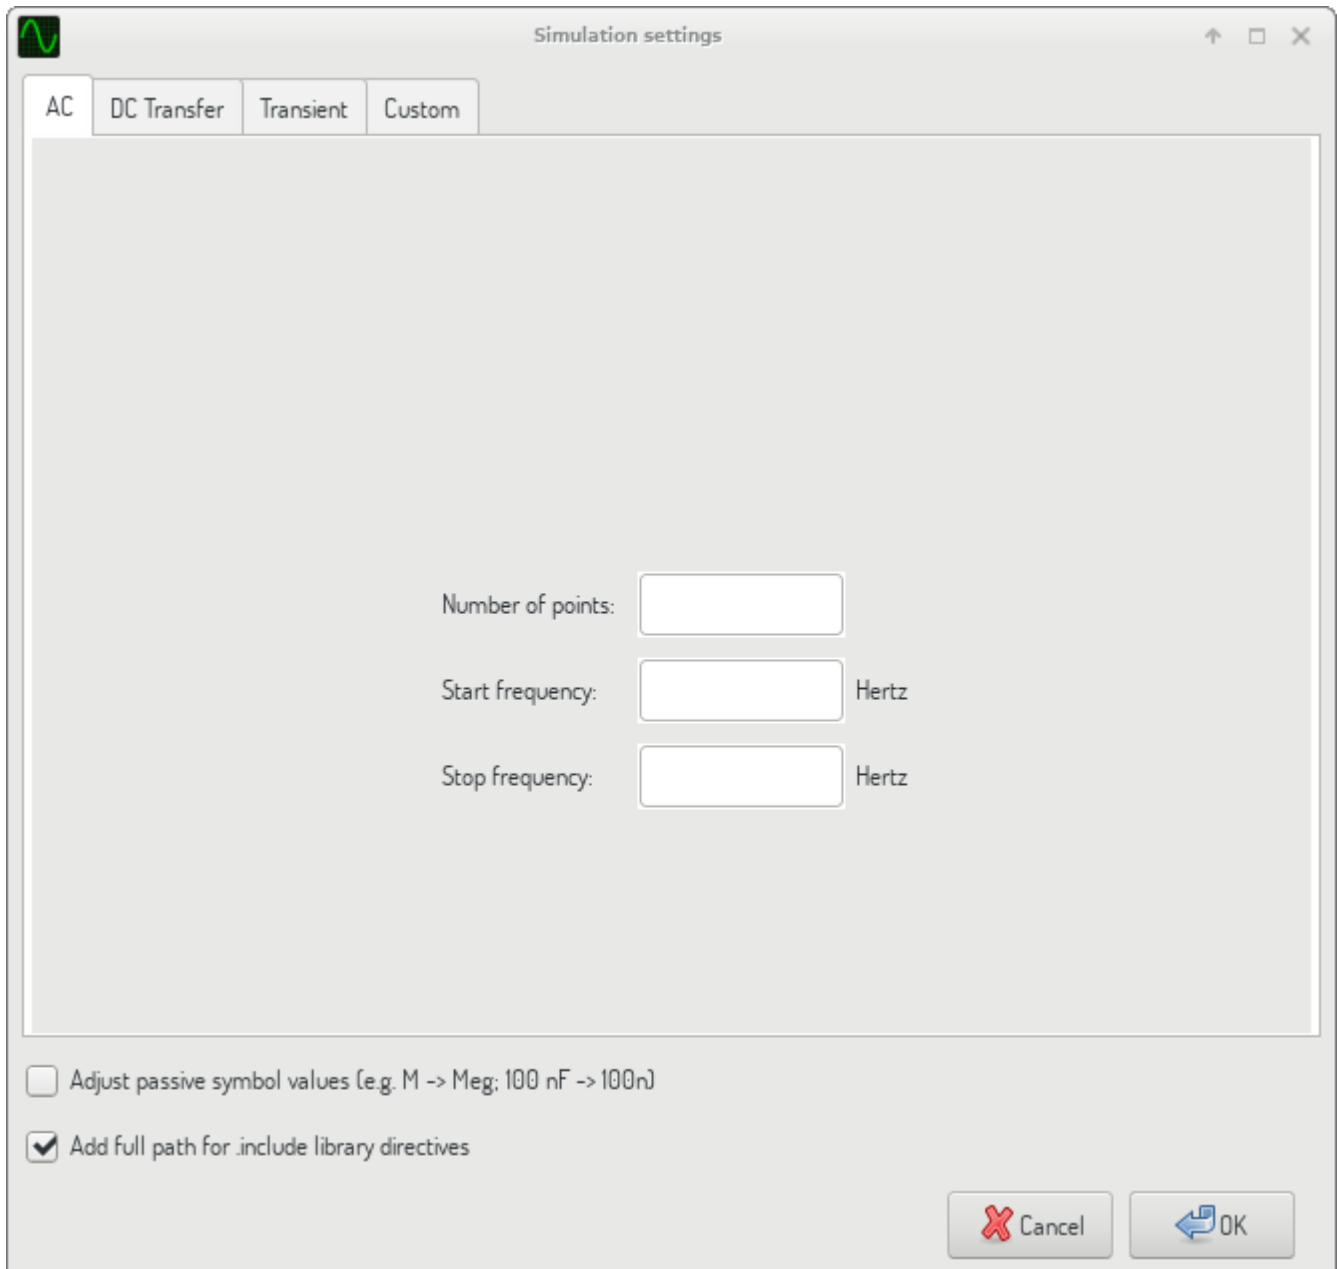 Simulation settings
AC DC Transfer Transient Custom
Number of points:
Start frequency: Hertz
Stop frequency: Hertz
Adjust passive symbol values (e.g. M -> Meg; 100 nF -> 100n)
Add full path for .include library directives
Cancel OK